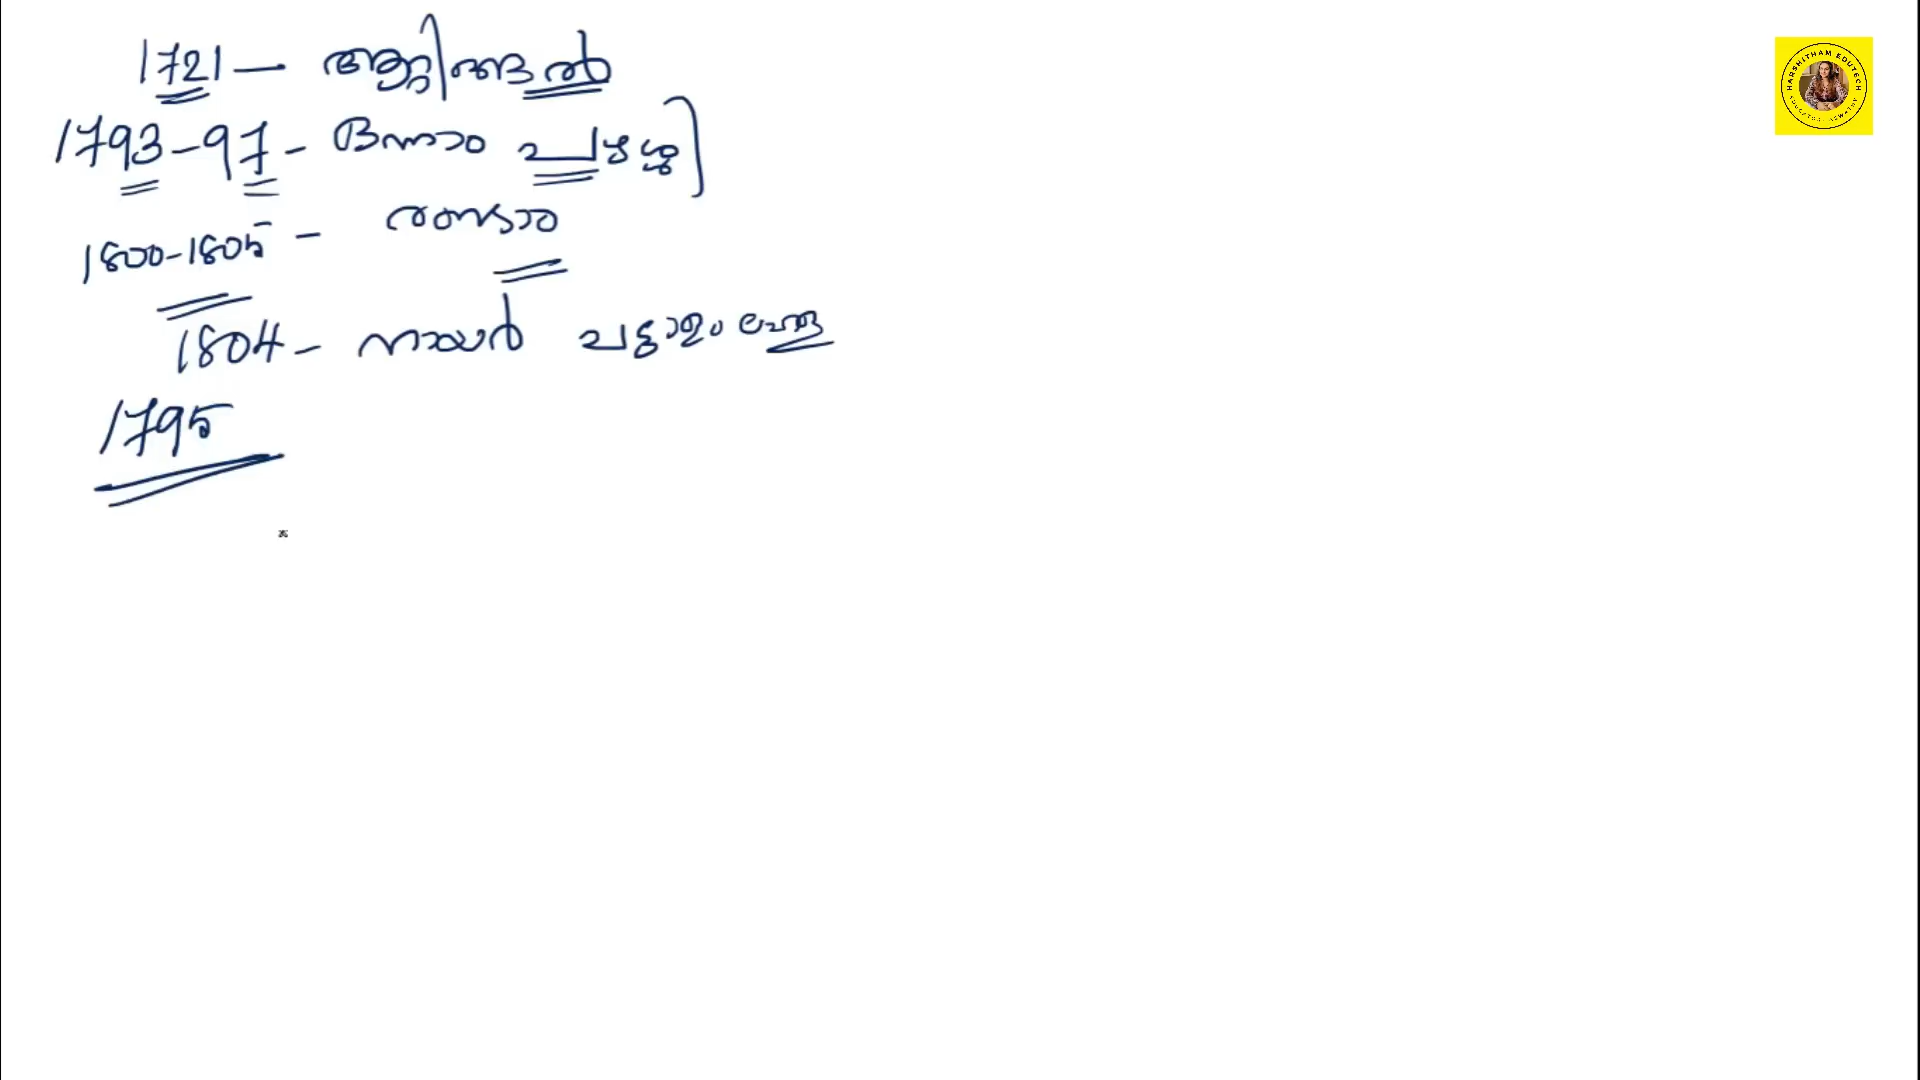 1721 – ആറ്റിങ്ങൽ
1793–97 – ഒന്നാം പഴശ്ശി
1800–1805 – രണ്ടാം
1804 – നായർ പട്ടാളം ലഹള
1795
HARSHITHAM EDUTECH